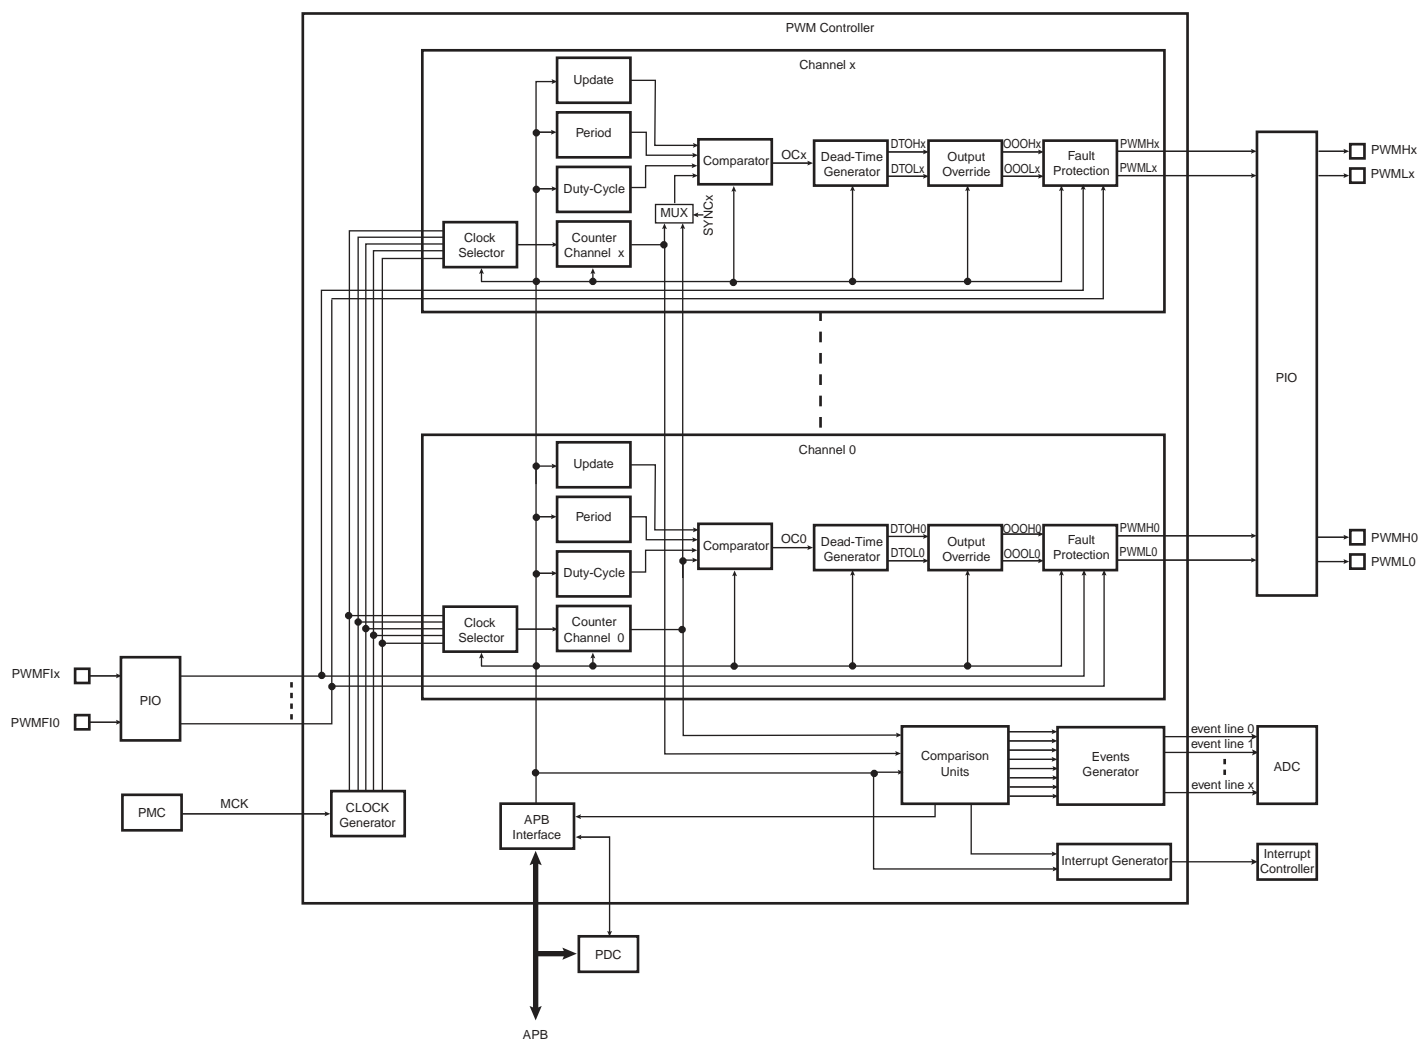 PWM Controller
Channel x
Update
Period
Duty-Cycle
Clock
Selector
Counter
Channel x
MUX
SYNCx
Comparator
OCx
Dead-Time
Generator
DTOHx
DTOLx
Output
Override
OOOHx
OOOLx
Fault
Protection
PWMHx
PWMLx
PIO
PWMHx
PWMLx
Channel 0
Update
Period
Duty-Cycle
Clock
Selector
Counter
Channel 0
Comparator
OC0
Dead-Time
Generator
DTOH0
DTOL0
Output
Override
OOOH0
OOOL0
Fault
Protection
PWMH0
PWML0
PWMH0
PWML0
PWMFIx
PWMFI0
PIO
PMC
MCK
CLOCK
Generator
APB
Interface
Comparison
Units
Events
Generator
event line 0
event line 1
event line x
ADC
Interrupt Generator
Interrupt
Controller
PDC
APB